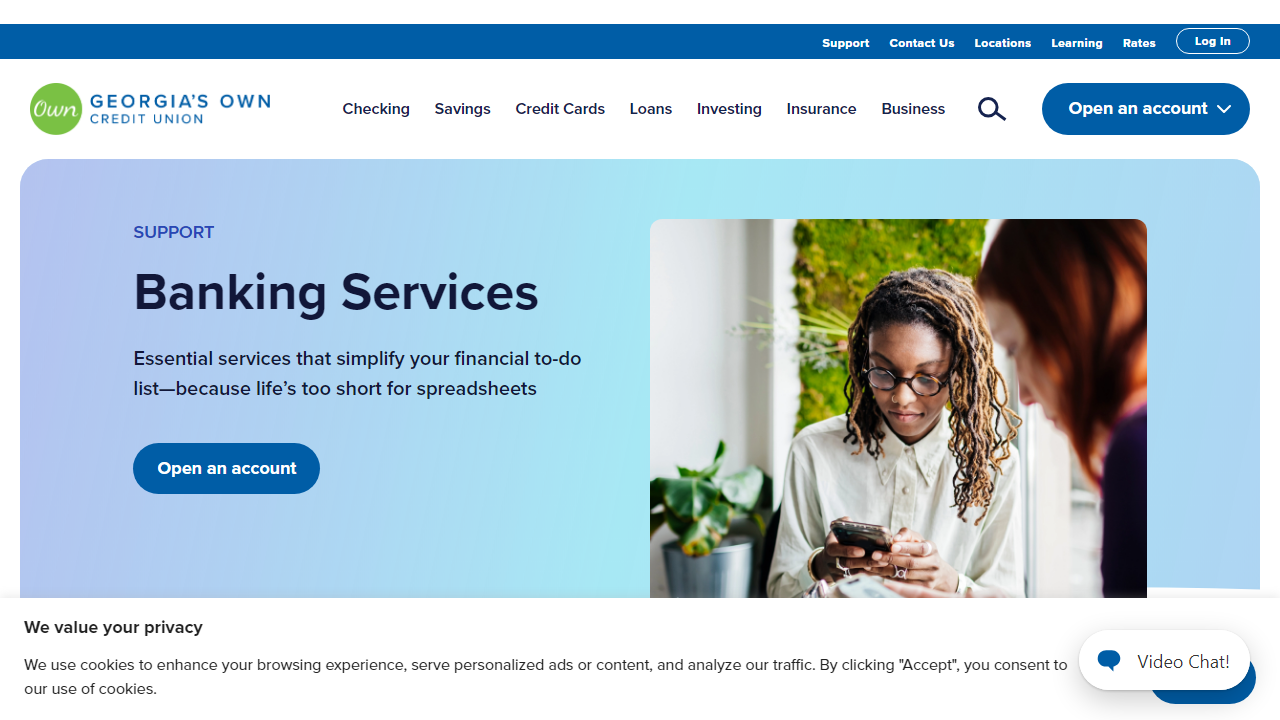 Support Contact Us Locations Learning Rates Log In
Own GEORGIA'S OWN
CREDIT UNION
Checking Savings Credit Cards Loans Investing Insurance Business Open an account
SUPPORT
Banking Services
Essential services that simplify your financial to-do
list—because life’s too short for spreadsheets
Open an account
We value your privacy
We use cookies to enhance your browsing experience, serve personalized ads or content, and analyze our traffic. By clicking "Accept", you consent to
our use of cookies.
Video Chat!